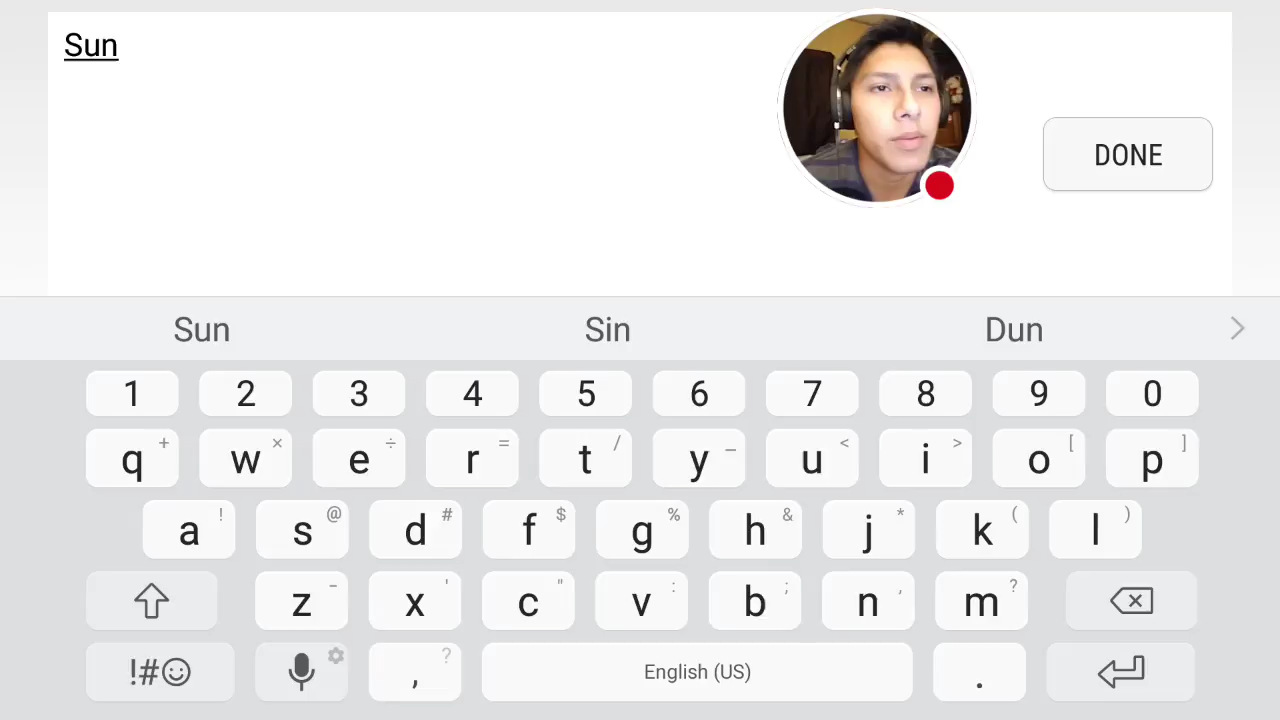 Sun
DONE
Sun Sin Dun
1 2 3 4 5 6 7 8 9 0
q + w × e ÷ r = t / y _ u < i > o [ p ]
a ! s @ d # f $ g % h & j * k ( l )
z - x ' c " v : b ; n , m ?
!#☺ , ? English (US) .